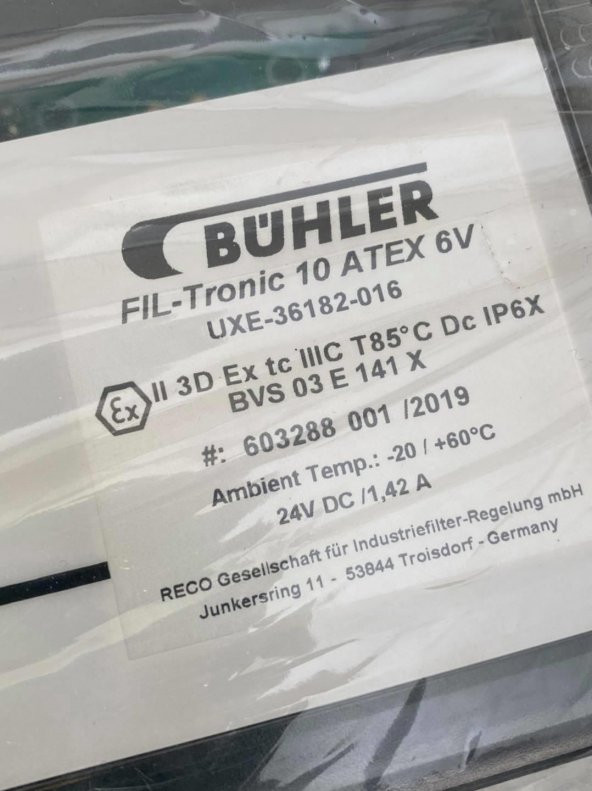 BÜHLER
FIL-Tronic 10 ATEX 6V
UXE-36182-016
Ex II 3D Ex tc IIIC T85°C Dc IP6X
BVS 03 E 141 X
#: 603288 001 /2019
Ambient Temp.: -20 / +60°C
24V DC /1,42 A
RECO Gesellschaft für Industriefilter-Regelung mbH
Junkersring 11 - 53844 Troisdorf - Germany